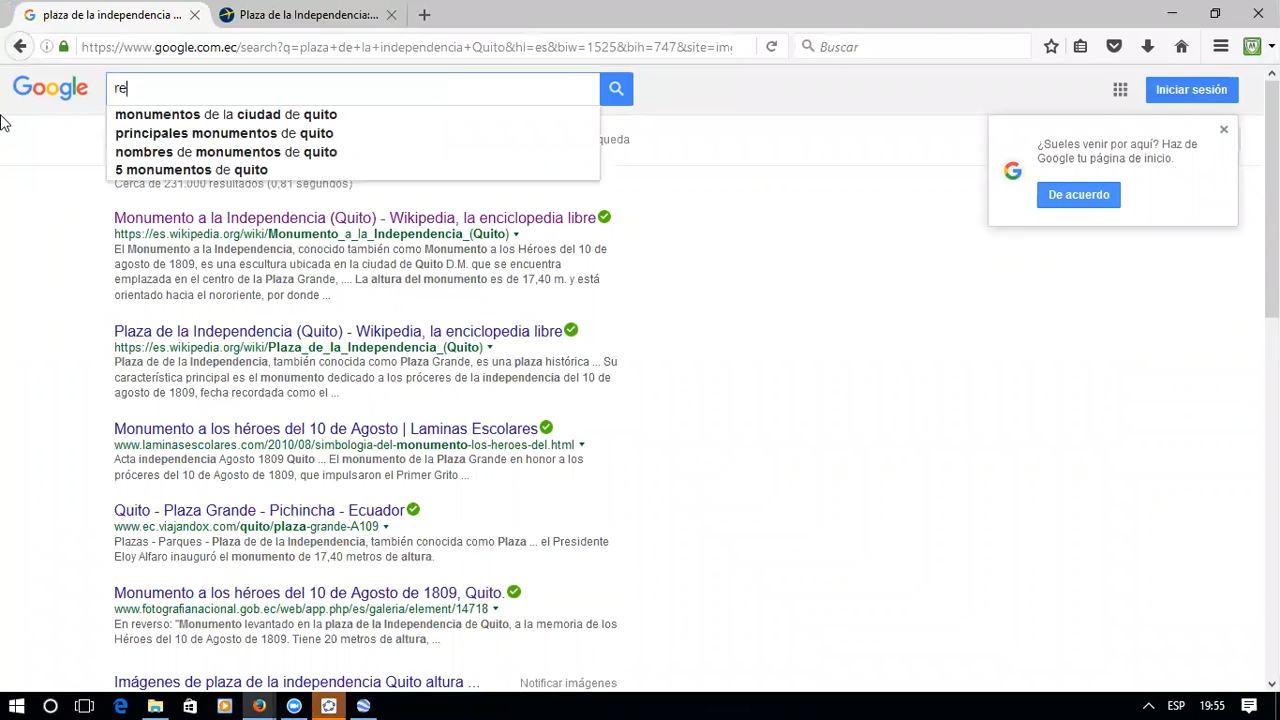 plaza de la independencia
Plaza de la Independencia:
https://www.google.com.ec/search?q=plaza+de+la+independencia+Quito&hl=es&biw=1525&bih=747&site=im
Buscar
Google
re
Iniciar sesión
monumentos de la ciudad de quito
principales monumentos de quito
nombres de monumentos de quito
5 monumentos de quito
queda
¿Sueles venir por aquí? Haz de
Google tu página de inicio.
De acuerdo
Cerca de 231.000 resultados (0,81 segundos)
Monumento a la Independencia (Quito) - Wikipedia, la enciclopedia libre
https://es.wikipedia.org/wiki/Monumento_a_la_Independencia_(Quito)
El Monumento a la Independencia, conocido también como Monumento a los Héroes del 10 de
agosto de 1809, es una escultura ubicada en la ciudad de Quito D.M. que se encuentra
emplazada en el centro de la Plaza Grande, .... La altura del monumento es de 17,40 m. y está
orientado hacia el nororiente, por donde ...
Plaza de la Independencia (Quito) - Wikipedia, la enciclopedia libre
https://es.wikipedia.org/wiki/Plaza_de_la_Independencia_(Quito)
Plaza de de la Independencia, también conocida como Plaza Grande, es una plaza histórica ... Su
característica principal es el monumento dedicado a los próceres de la independencia del 10 de
agosto de 1809, fecha recordada como el ...
Monumento a los héroes del 10 de Agosto | Laminas Escolares
www.laminasescolares.com/2010/08/simbologia-del-monumento-los-heroes-del.html
Acta independencia Agosto 1809 Quito ... El monumento de la Plaza Grande en honor a los
próceres del 10 de Agosto de 1809, que impulsaron el Primer Grito ...
Quito - Plaza Grande - Pichincha - Ecuador
www.ec.viajandox.com/quito/plaza-grande-A109
Plazas - Parques - Plaza de de la Independencia, también conocida como Plaza ... el Presidente
Eloy Alfaro inauguró el monumento de 17,40 metros de altura.
Monumento a los héroes del 10 de Agosto de 1809, Quito.
www.fotografianacional.gob.ec/web/app.php/es/galeria/element/14718
En reverso: "Monumento levantado en la plaza de la Independencia de Quito, a la memoria de los
Héroes del 10 de Agosto de 1809. Tiene 20 metros de altura, ...
Imágenes de plaza de la independencia Quito altura ...
Notificar imágenes
ESP
19:55